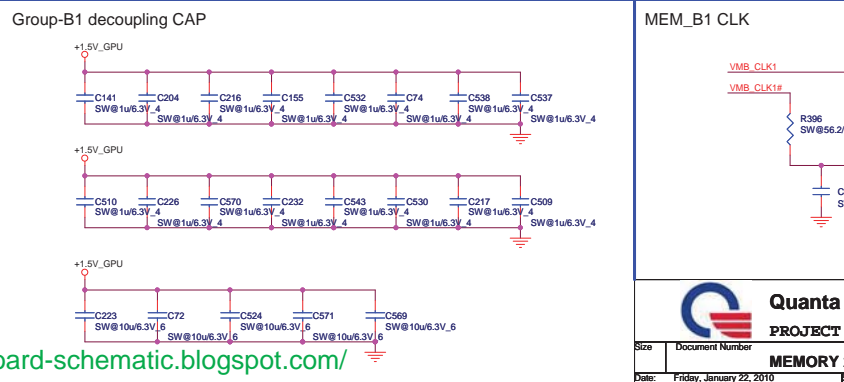 Group-B1 decoupling CAP
+1.5V_GPU
C141 C204 C216 C155 C532 C74 C538 C537
SW@1u/6.3V_4 SW@1u/6.3V_4 SW@1u/6.3V_4 SW@1u/6.3V_4
SW@1u/6.3V_4 SW@1u/6.3V_4 SW@1u/6.3V_4 SW@1u/6.3V_4
+1.5V_GPU
C510 C226 C570 C232 C543 C530 C217 C509
SW@1u/6.3V_4 SW@1u/6.3V_4 SW@1u/6.3V_4 SW@1u/6.3V_4
SW@1u/6.3V_4 SW@1u/6.3V_4 SW@1u/6.3V_4 SW@1u/6.3V_4
+1.5V_GPU
C223 C72 C524 C571 C569
SW@10u/6.3V_6 SW@10u/6.3V_6 SW@10u/6.3V_6
SW@10u/6.3V_6 SW@10u/6.3V_6
oard-schematic.blogspot.com/
MEM_B1 CLK
VMB_CLK1
VMB_CLK1#
R396
SW@56.2/
C
S
Quanta
PROJECT
Size Document Number
MEMORY
Date: Friday, January 22, 2010